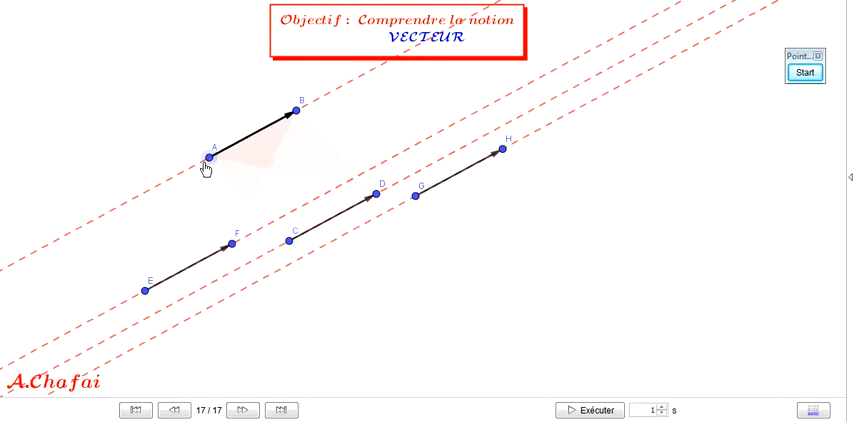 Objectif : Comprendre la notion
VECTEUR
Point...
Start
B
A
H
D
G
C
F
E
A.Chafai
17 / 17
Exécuter
1 s